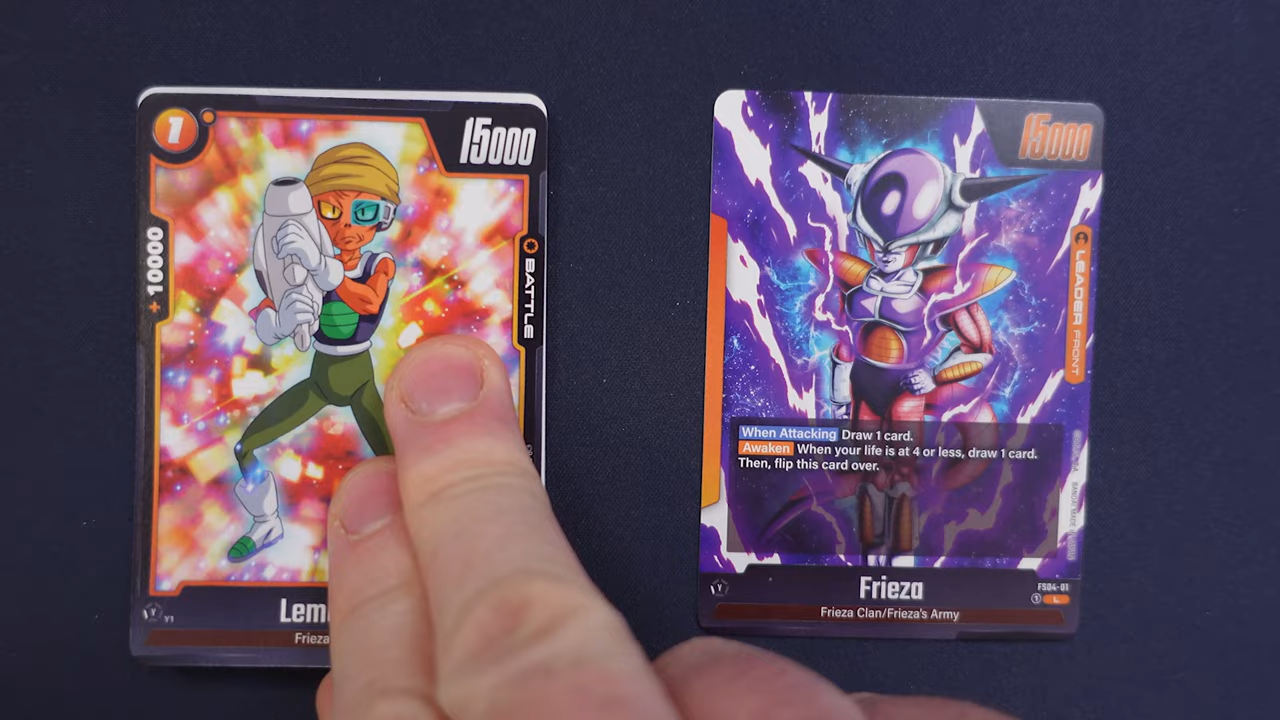 1
15000
+10000
BATTLE
Lem
Frieza
Y
Y1
15000
LEADER FRONT
When Attacking Draw 1 card.
Awaken When your life is at 4 or less, draw 1 card.
Then, flip this card over.
Y
Frieza
FS04-01
1 L
Frieza Clan/Frieza's Army